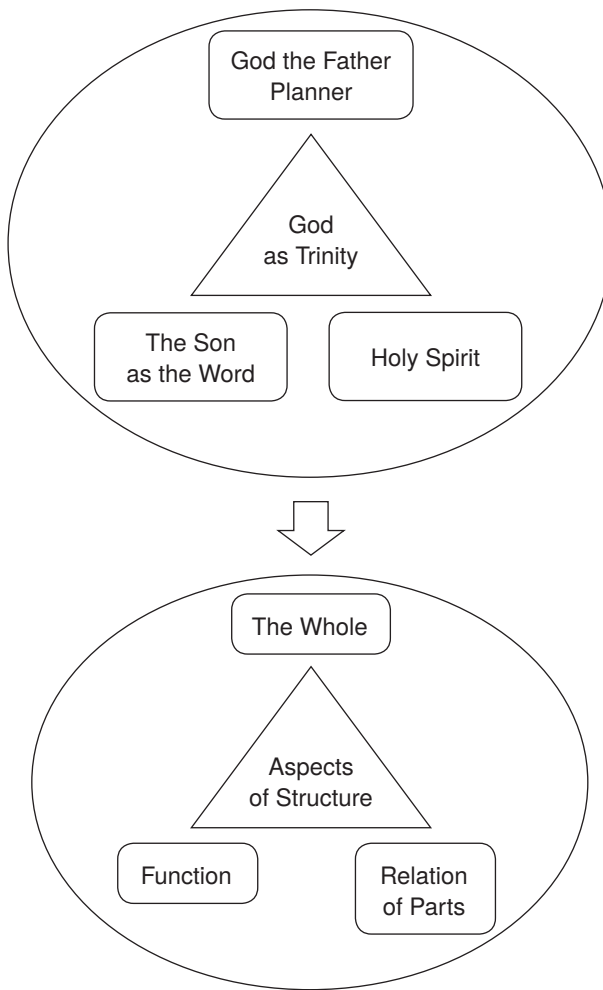 God the Father
Planner
God
as Trinity
The Son
as the Word
Holy Spirit
The Whole
Aspects
of Structure
Function
Relation
of Parts